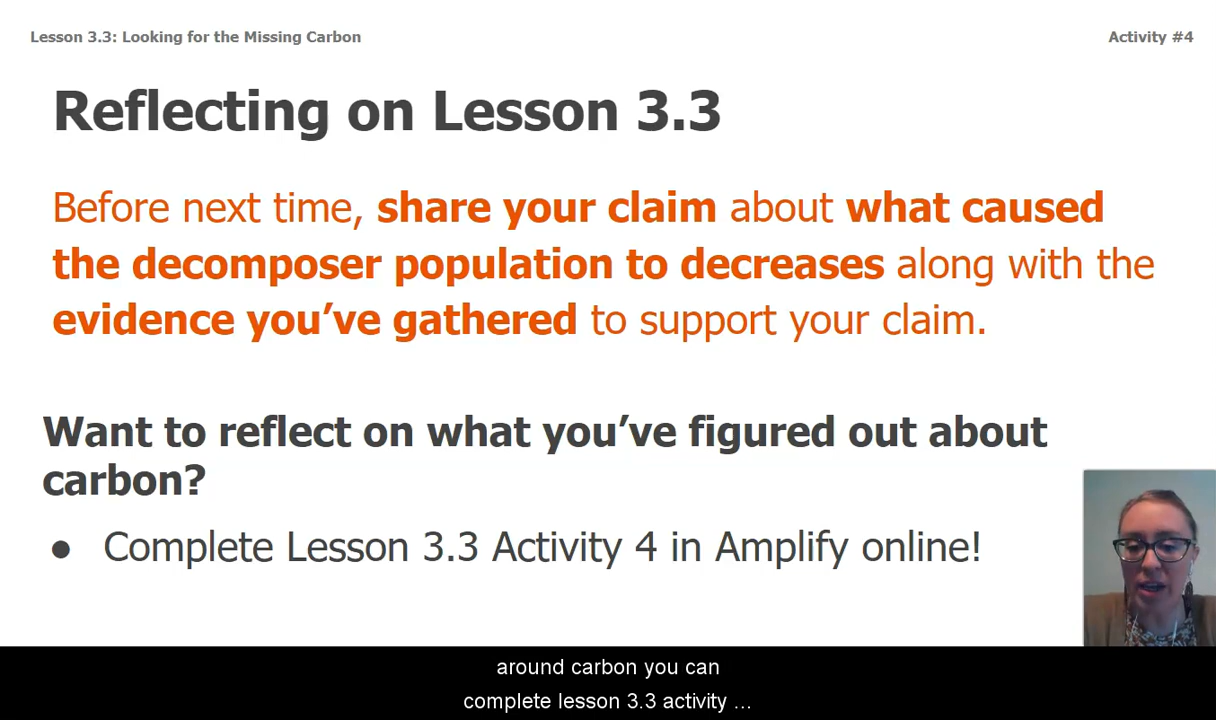 Lesson 3.3: Looking for the Missing Carbon
Activity #4
Reflecting on Lesson 3.3
Before next time, share your claim about what caused
the decomposer population to decreases along with the
evidence you’ve gathered to support your claim.
Want to reflect on what you’ve figured out about
carbon?
● Complete Lesson 3.3 Activity 4 in Amplify online!
around carbon you can
complete lesson 3.3 activity ...